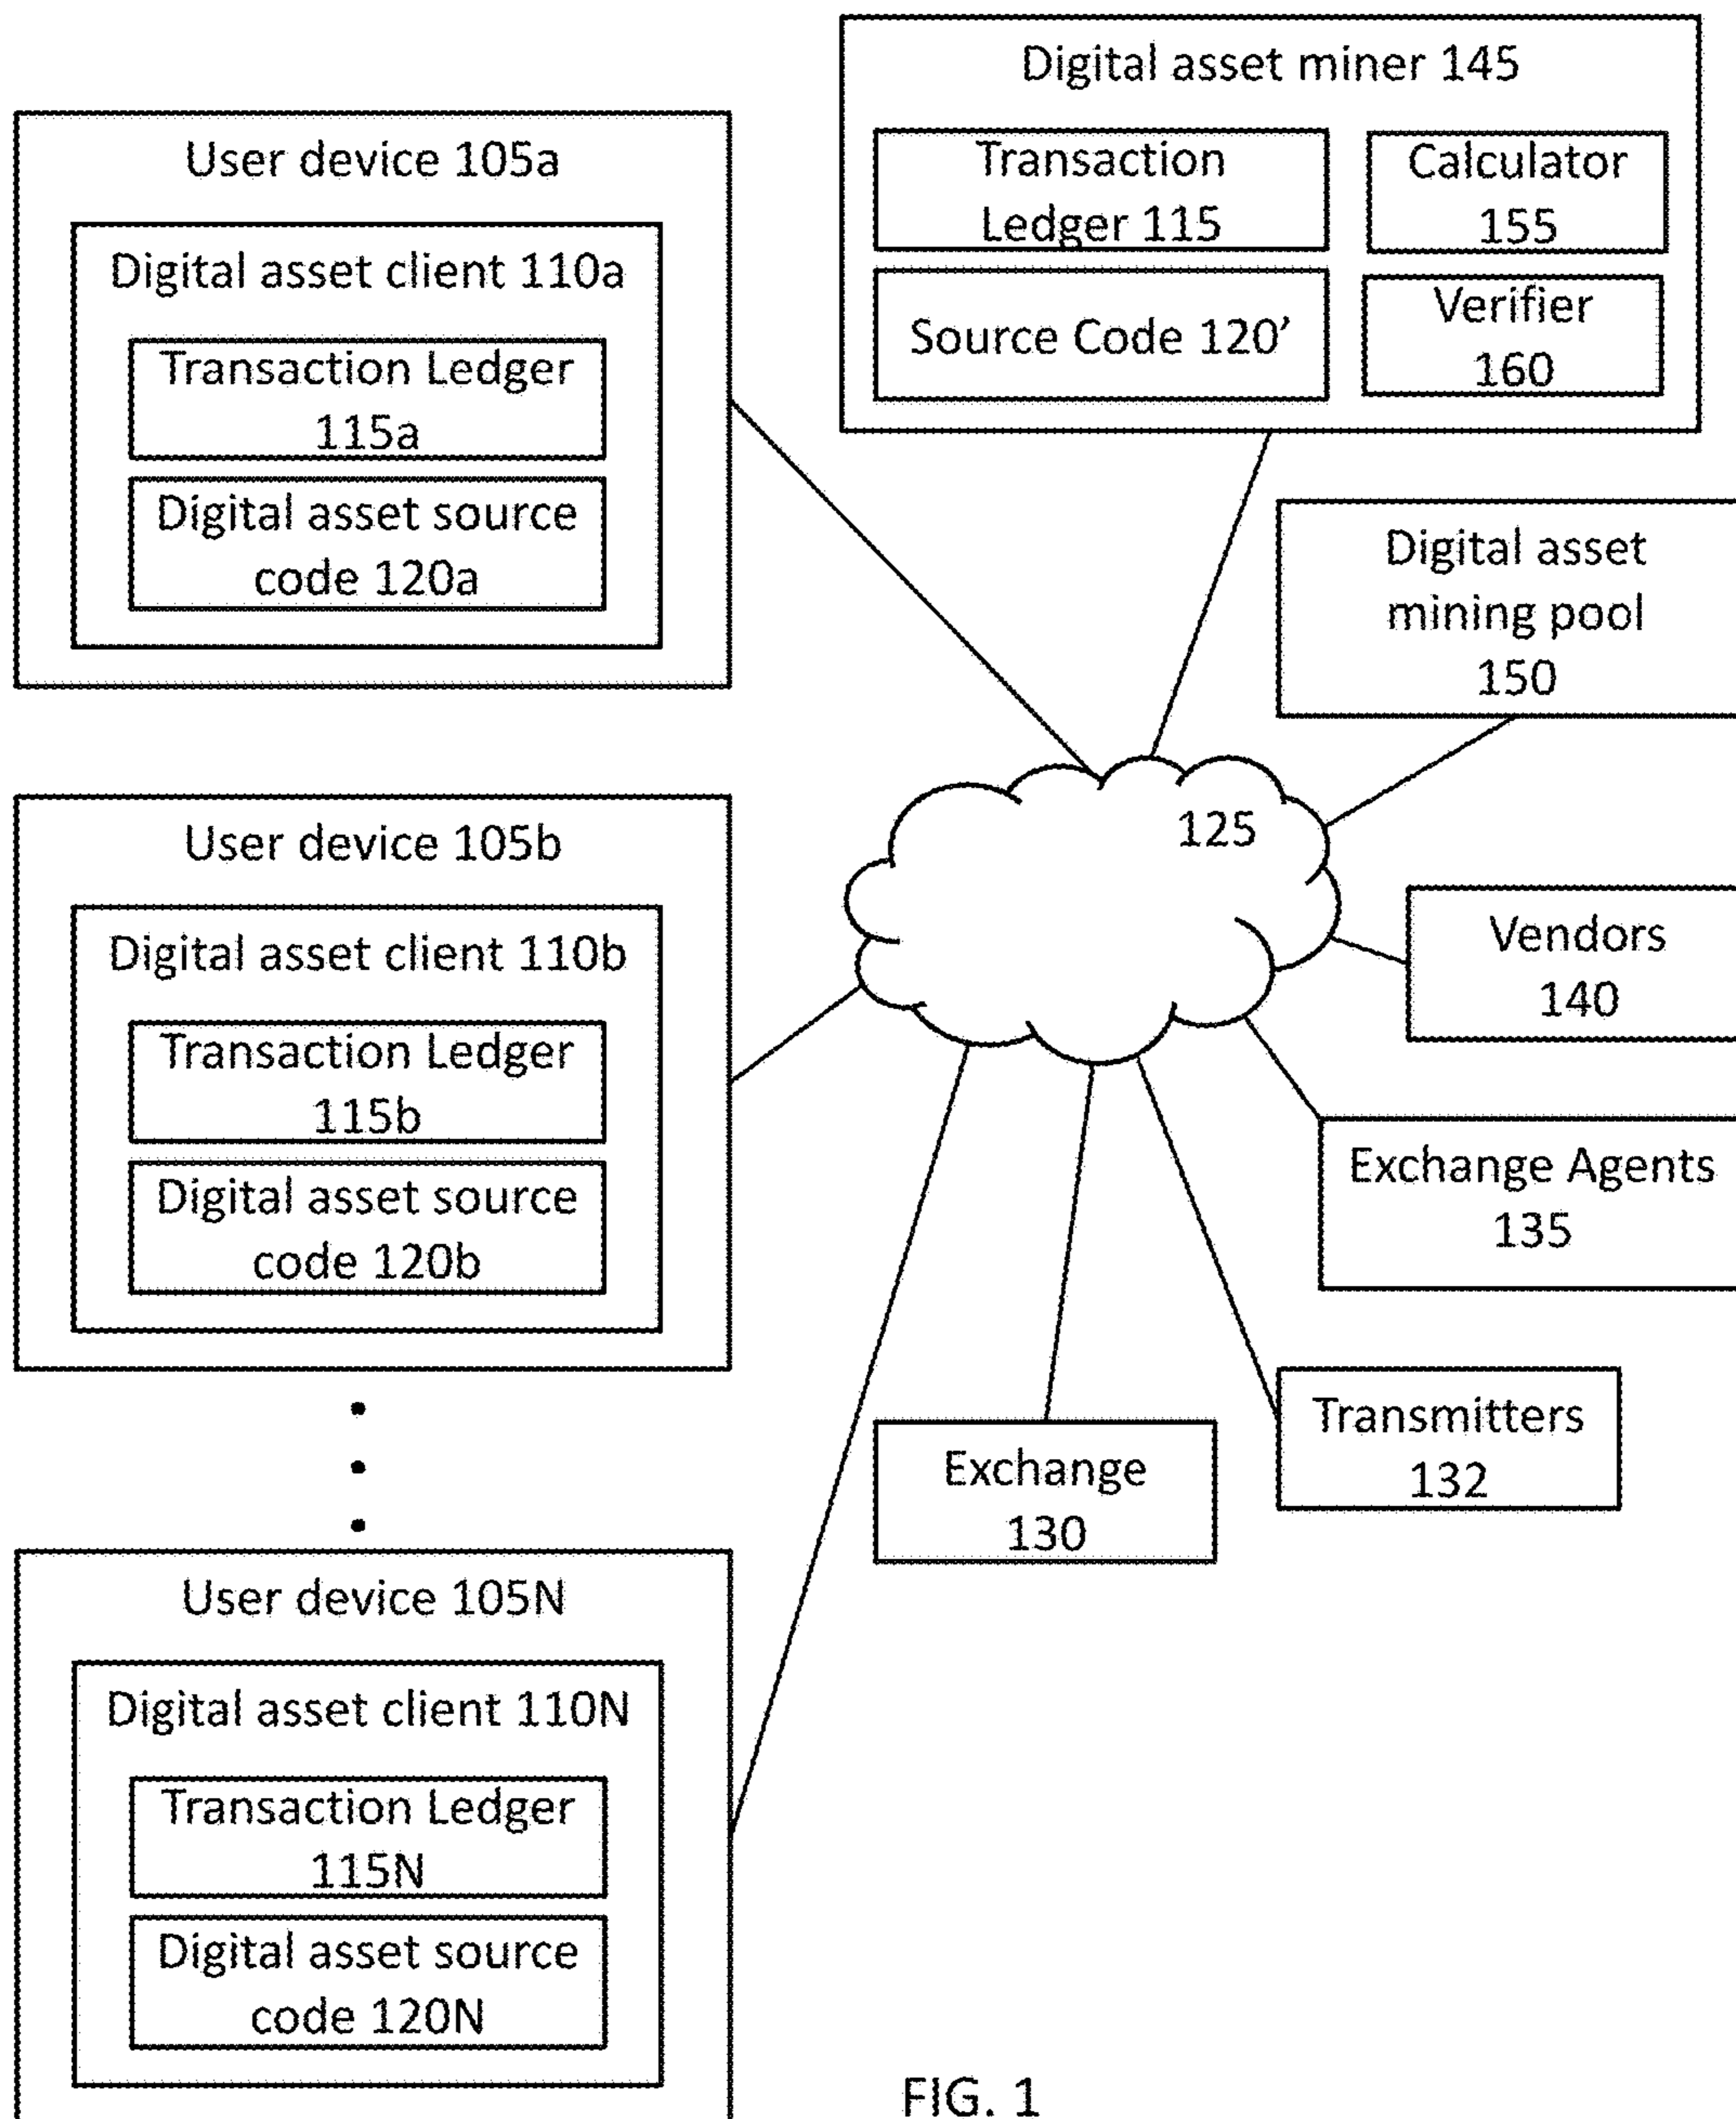 User device 105a
Digital asset client 110a
Transaction Ledger
115a
Digital asset source
code 120a
Digital asset miner 145
Transaction
Ledger 115
Calculator
155
Source Code 120’
Verifier
160
Digital asset
mining pool
150
125
User device 105b
Digital asset client 110b
Transaction Ledger
115b
Digital asset source
code 120b
Vendors
140
Exchange Agents
135
Transmitters
132
Exchange
130
User device 105N
Digital asset client 110N
Transaction Ledger
115N
Digital asset source
code 120N
FIG. 1